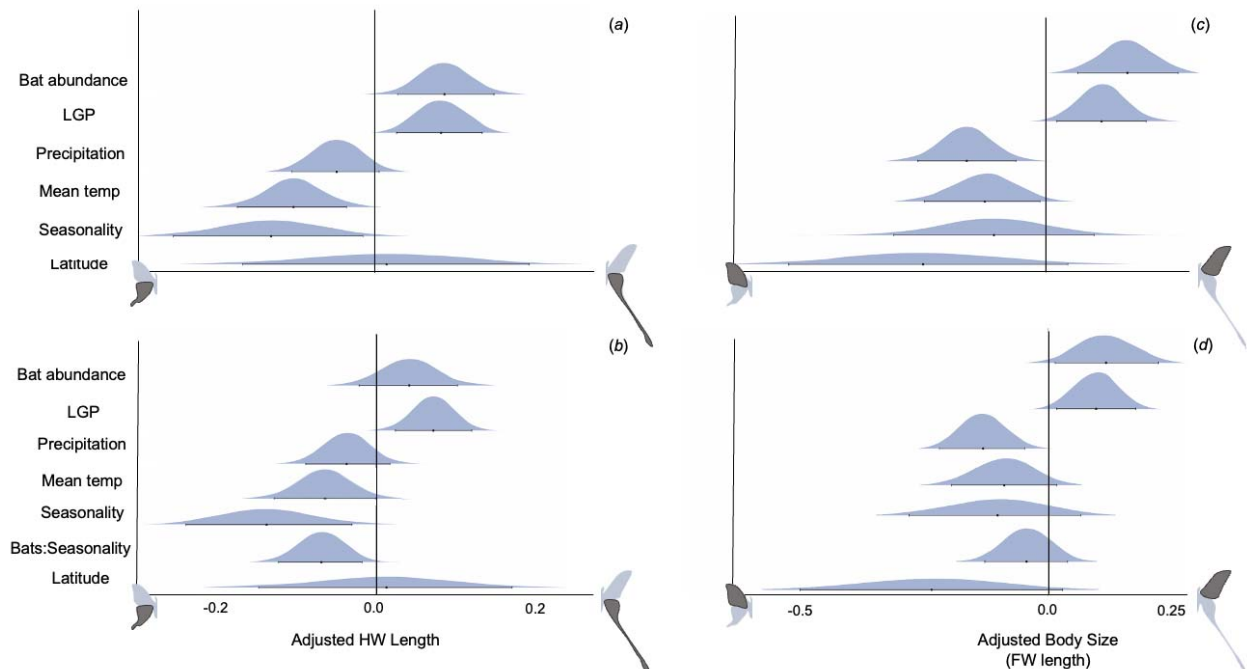 (a)
Bat abundance
LGP
Precipitation
Mean temp
Seasonality
Latitude
(c)
(b)
Bat abundance
LGP
Precipitation
Mean temp
Seasonality
Bats:Seasonality
Latitude
-0.2 0.0 0.2
Adjusted HW Length
(d)
-0.5 0.0 0.25
Adjusted Body Size
(FW length)